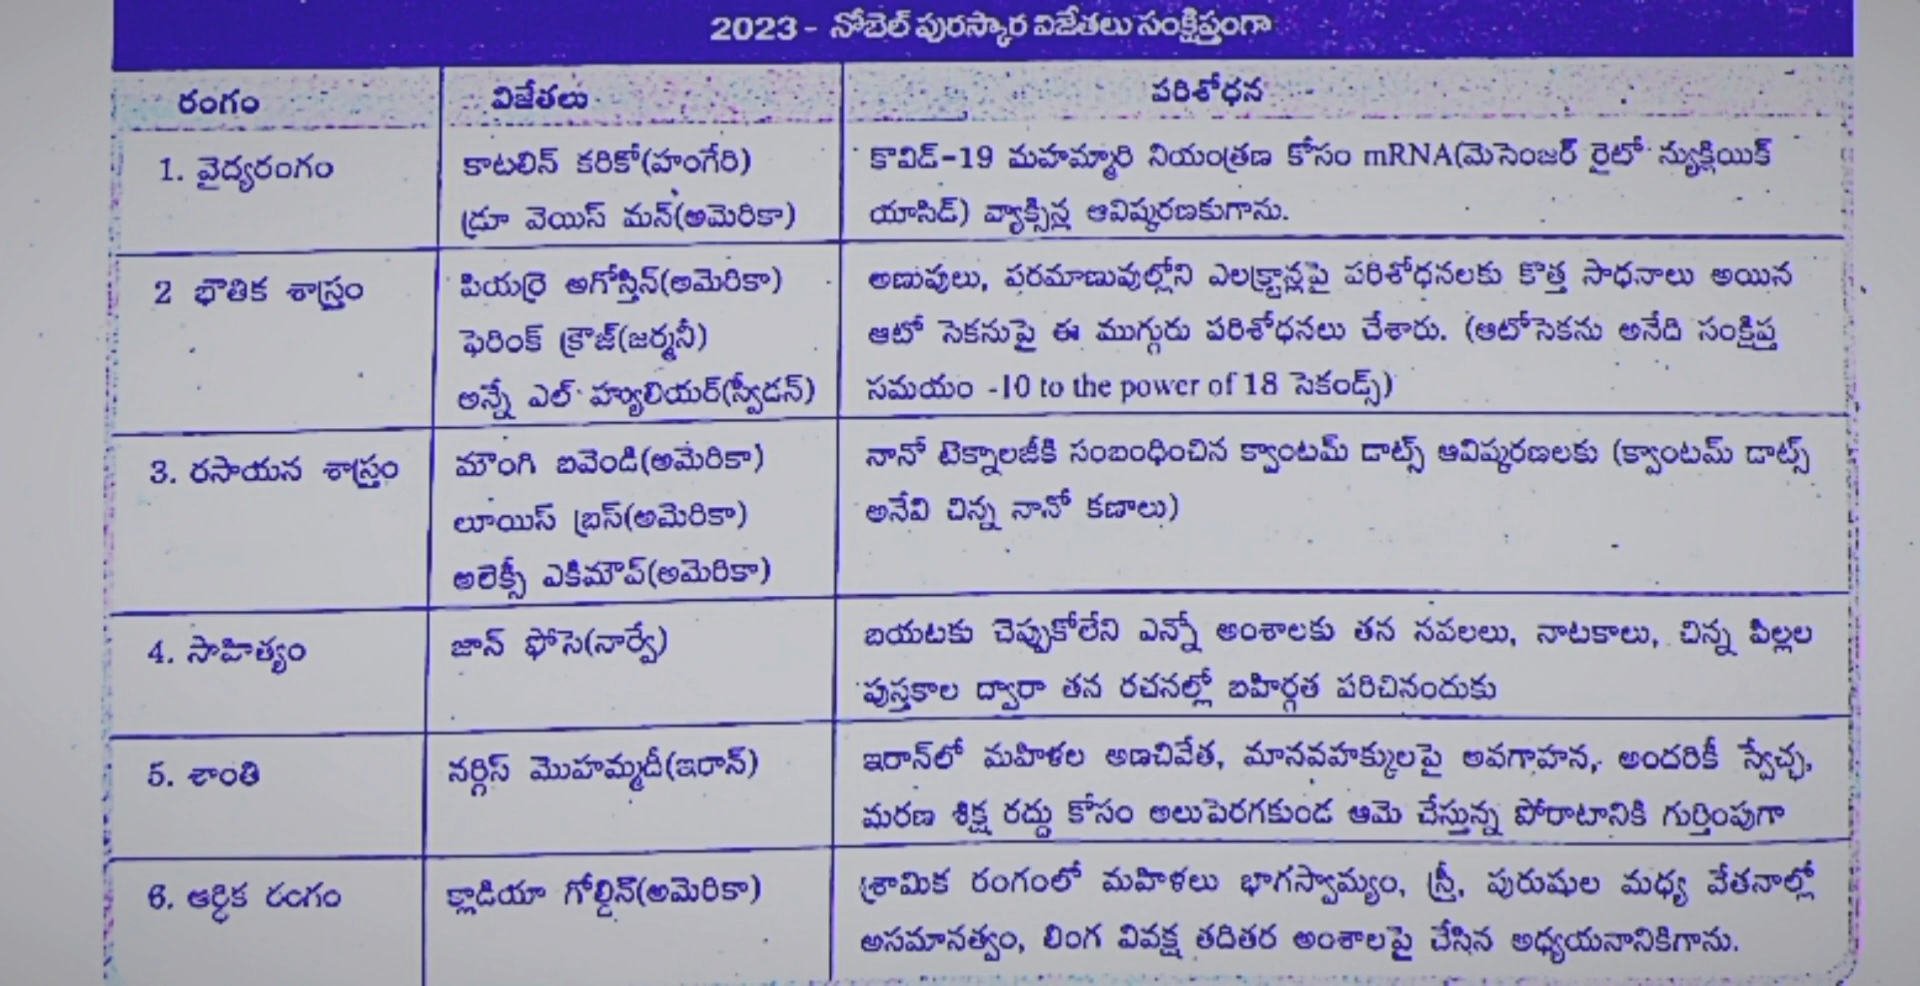 2023 - నోబెల్ పురస్కార విజేతలు సంక్షిప్తంగా
రంగం విజేతలు పరిశోధన
1. వైద్యరంగం
కాటలిన్ కరికో(హంగేరి)
డ్రూ వెయిస్ మన్(అమెరికా)
కొవిడ్-19 మహమ్మారి నియంత్రణ కోసం mRNA(మెసెంజర్ రైబో న్యుక్లియిక్
యాసిడ్) వ్యాక్సిన్ల ఆవిష్కరణకుగాను.
2 భౌతిక శాస్త్రం
పియర్రె అగోస్తిన్(అమెరికా)
ఫెరింక్ క్రౌజ్(జర్మనీ)
అన్నే ఎల్ హ్యులియర్(స్వీడన్)
అణువులు, పరమాణువుల్లోని ఎలక్ట్రాన్లపై పరిశోధనలకు కొత్త సాధనాలు అయిన
ఆటో సెకనుపై ఈ ముగ్గురు పరిశోధనలు చేశారు. (ఆటోసెకను అనేది సంక్షిప్త
సమయం -10 to the power of 18 సెకండ్స్)
3. రసాయన శాస్త్రం
మౌంగి బవెండి(అమెరికా)
లూయిస్ బ్రస్(అమెరికా)
అలెక్సీ ఎకిమౌవ్(అమెరికా)
నానో టెక్నాలజీకి సంబంధించిన క్వాంటమ్ డాట్స్ ఆవిష్కరణలకు (క్వాంటమ్ డాట్స్
అనేవి చిన్న నానో కణాలు)
4. సాహిత్యం
జాన్ ఫోసె(నార్వే)
బయటకు చెప్పుకోలేని ఎన్నో అంశాలకు తన నవలలు, నాటకాలు, చిన్న పిల్లల
పుస్తకాల ద్వారా తన రచనల్లో బహిర్గత పరిచినందుకు
5. శాంతి
నర్గిస్ మొహమ్మదీ(ఇరాన్)
ఇరాన్‌లో మహిళల అణచివేత, మానవహక్కులపై అవగాహన, అందరికీ స్వేచ్ఛ,
మరణ శిక్ష రద్దు కోసం అలుపెరగకుండ ఆమె చేస్తున్న పోరాటానికి గుర్తింపుగా
6. ఆర్థిక రంగం
క్లాడియా గోల్డిన్(అమెరికా)
శ్రామిక రంగంలో మహిళలు భాగస్వామ్యం, స్త్రీ, పురుషుల మధ్య వేతనాల్లో
అసమానత్వం, లింగ వివక్ష తదితర అంశాలపై చేసిన అధ్యయనానికిగాను.